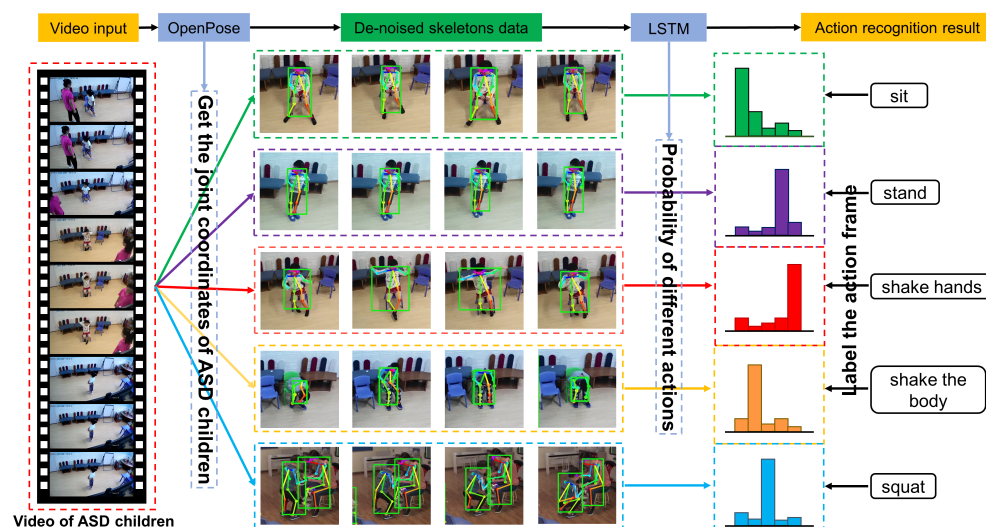 Video input
OpenPose
De-noised skeletons data
LSTM
Action recognition result
Get the joint coordinates of ASD children
Probability of different actions
Label the action frame
sit
stand
shake hands
shake the
body
squat
Video of ASD children